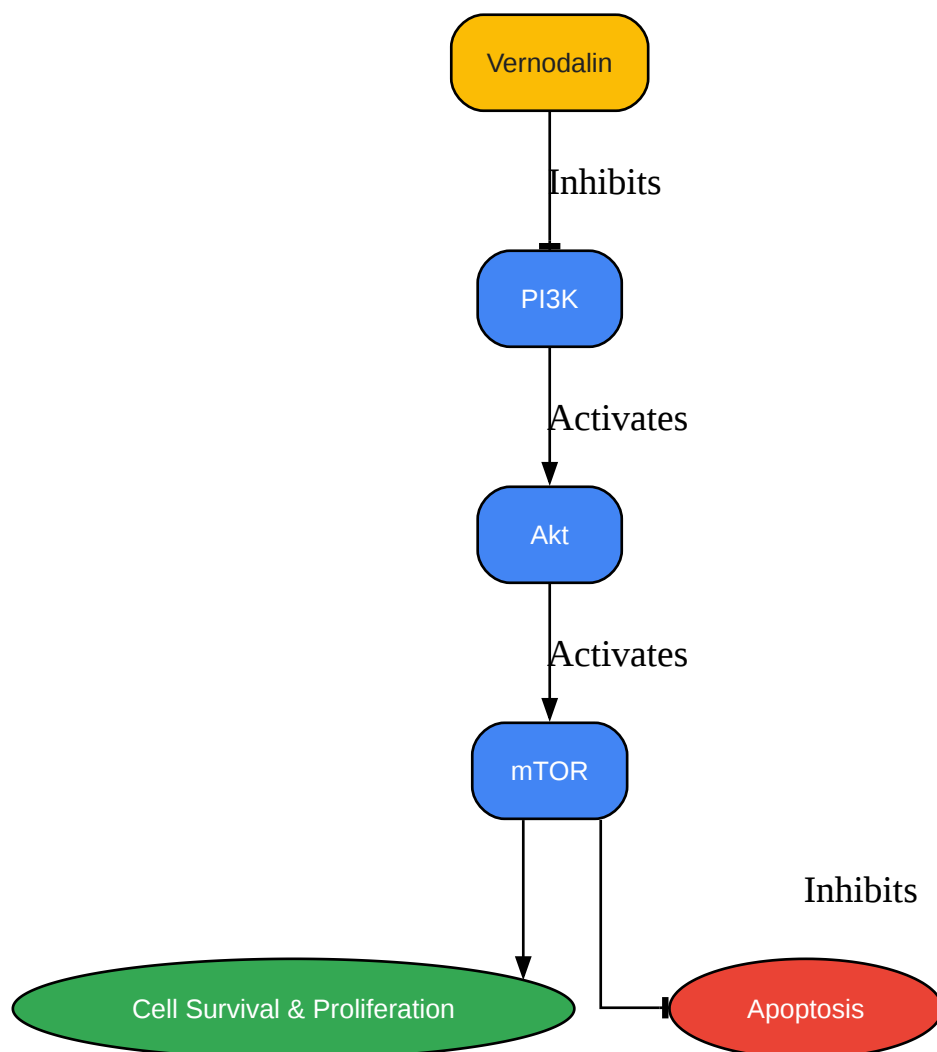 Vernodalin
Inhibits
PI3K
Activates
Akt
Activates
mTOR
Inhibits
Cell Survival & Proliferation
Apoptosis